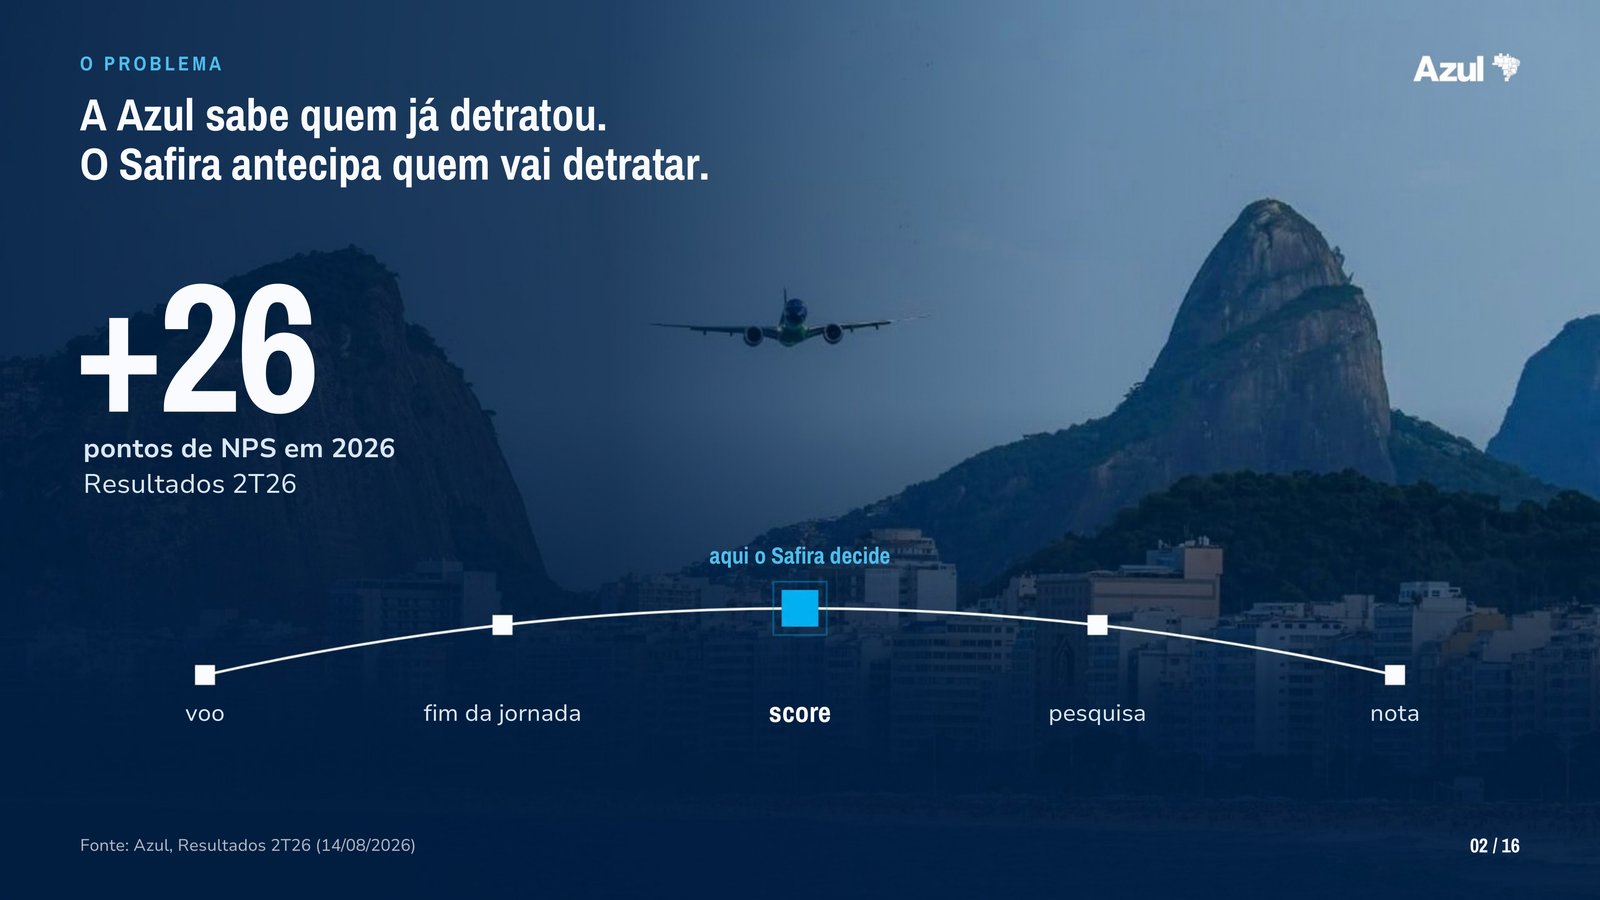 O PROBLEMA
Azul
A Azul sabe quem já detratou.
O Safira antecipa quem vai detratar.
+26
pontos de NPS em 2026
Resultados 2T26
aqui o Safira decide
voo
fim da jornada
score
pesquisa
nota
Fonte: Azul, Resultados 2T26 (14/08/2026)
02 / 16